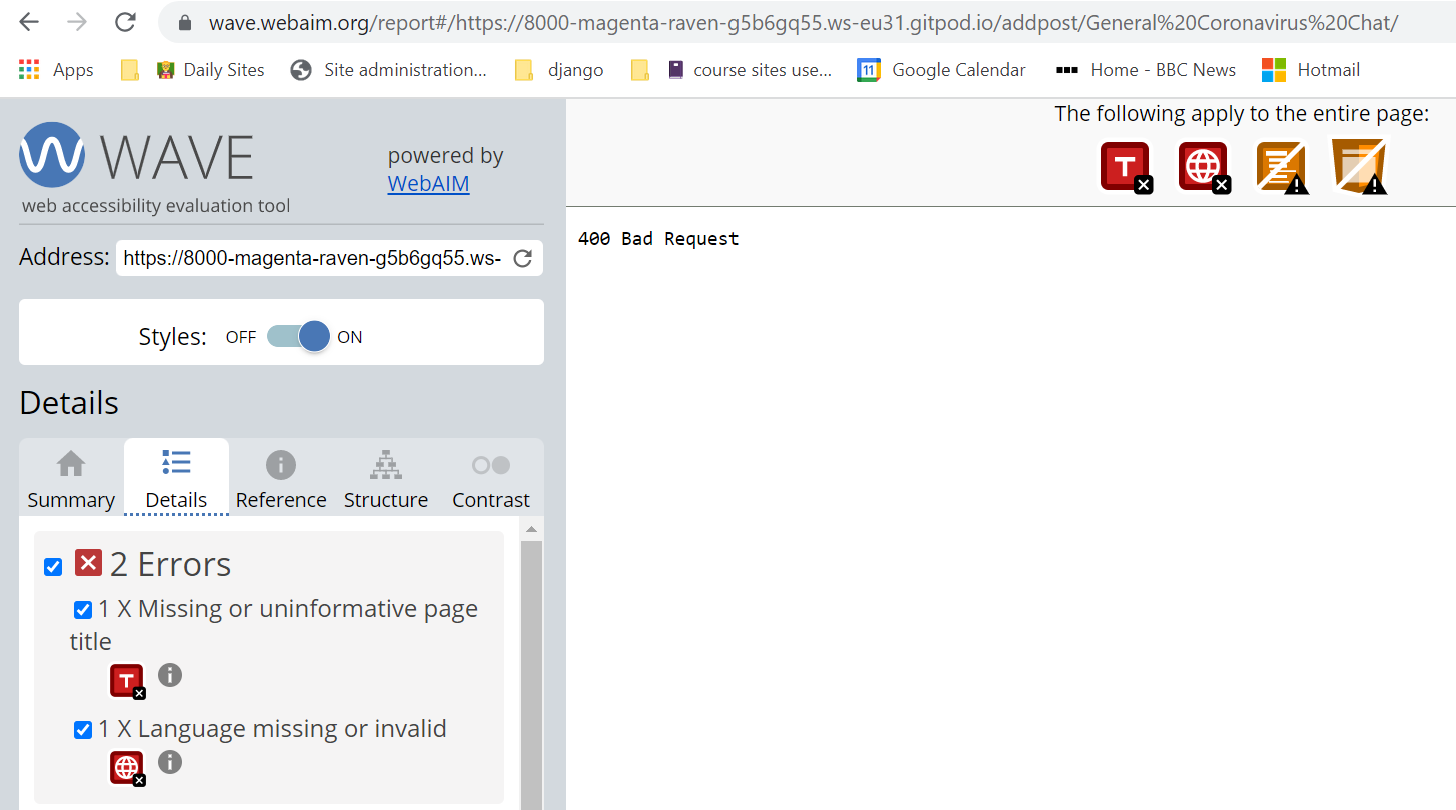 wave.webaim.org/report#/https://8000-magenta-raven-g5b6gq55.ws-eu31.gitpod.io/addpost/General%20Coronavirus%20Chat/
Apps Daily Sites Site administration... django course sites use... 11 Google Calendar Home - BBC News Hotmail
The following apply to the entire page:
WAVE
powered by
WebAIM
web accessibility evaluation tool
Address: https://8000-magenta-raven-g5b6gq55.ws-
400 Bad Request
Styles: OFF ON
Details
Summary Details Reference Structure Contrast
2 Errors
1 X Missing or uninformative page
title
T
1 X Language missing or invalid